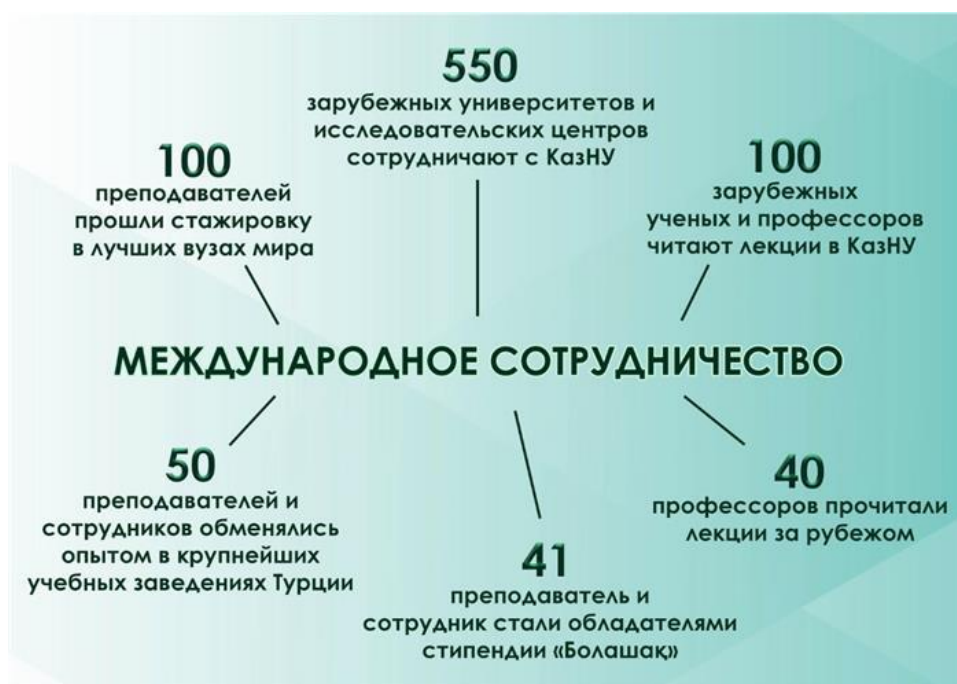 550
зарубежных университетов и
исследовательских центров
сотрудничают с КазНУ
100
преподавателей
прошли стажировку
в лучших вузах мира
100
зарубежных
ученых и профессоров
читают лекции в КазНУ
МЕЖДУНАРОДНОЕ СОТРУДНИЧЕСТВО
50
преподавателей и
сотрудников обменялись
опытом в крупнейших
учебных заведениях Турции
41
преподаватель и
сотрудник стали обладателями
стипендии «Болашақ»
40
профессоров прочитали
лекции за рубежом